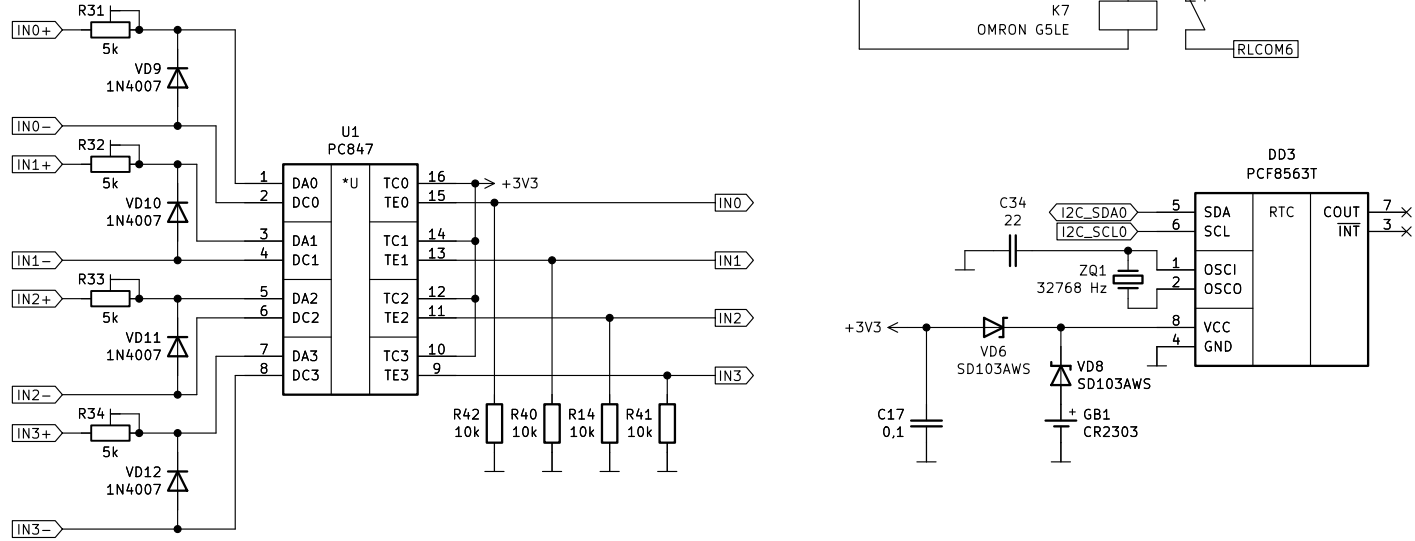 R31
IN0+
5k
VD9
1N4007
IN0-
R32
IN1+
5k
VD10
1N4007
IN1-
R33
IN2+
5k
VD11
1N4007
IN2-
R34
IN3+
5k
VD12
1N4007
IN3-
U1
PC847
1 DA0 *U TC0 16
2 DC0 TE0 15
3 DA1 TC1 14
4 DC1 TE1 13
5 DA2 TC2 12
6 DC2 TE2 11
7 DA3 TC3 10
8 DC3 TE3 9
+3V3
IN0
IN1
IN2
IN3
R42 R40 R14 R41
10k 10k 10k 10k
K7
OMRON G5LE
RLCOM6
DD3
PCF8563T
C34
22
I2C_SDA0 5 SDA RTC COUT 7
I2C_SCL0 6 SCL INT 3
ZQ1 1 OSCI
32768 Hz 2 OSCO
+3V3 8 VCC
4 GND
VD6
SD103AWS
VD8
SD103AWS
C17
0,1
+ GB1
CR2303